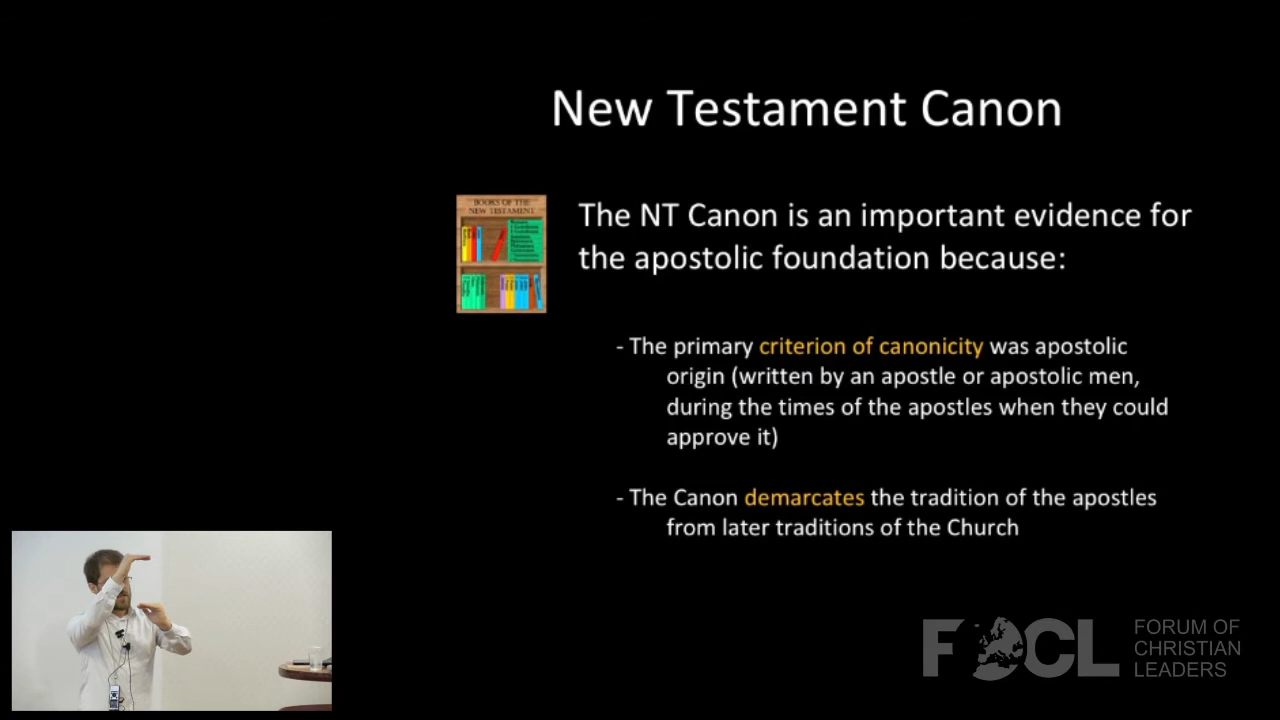 New Testament Canon
BOOKS OF THE
NEW TESTAMENT
The NT Canon is an important evidence for
the apostolic foundation because:
- The primary criterion of canonicity was apostolic
origin (written by an apostle or apostolic men,
during the times of the apostles when they could
approve it)
- The Canon demarcates the tradition of the apostles
from later traditions of the Church
FOCL
FORUM OF
CHRISTIAN
LEADERS